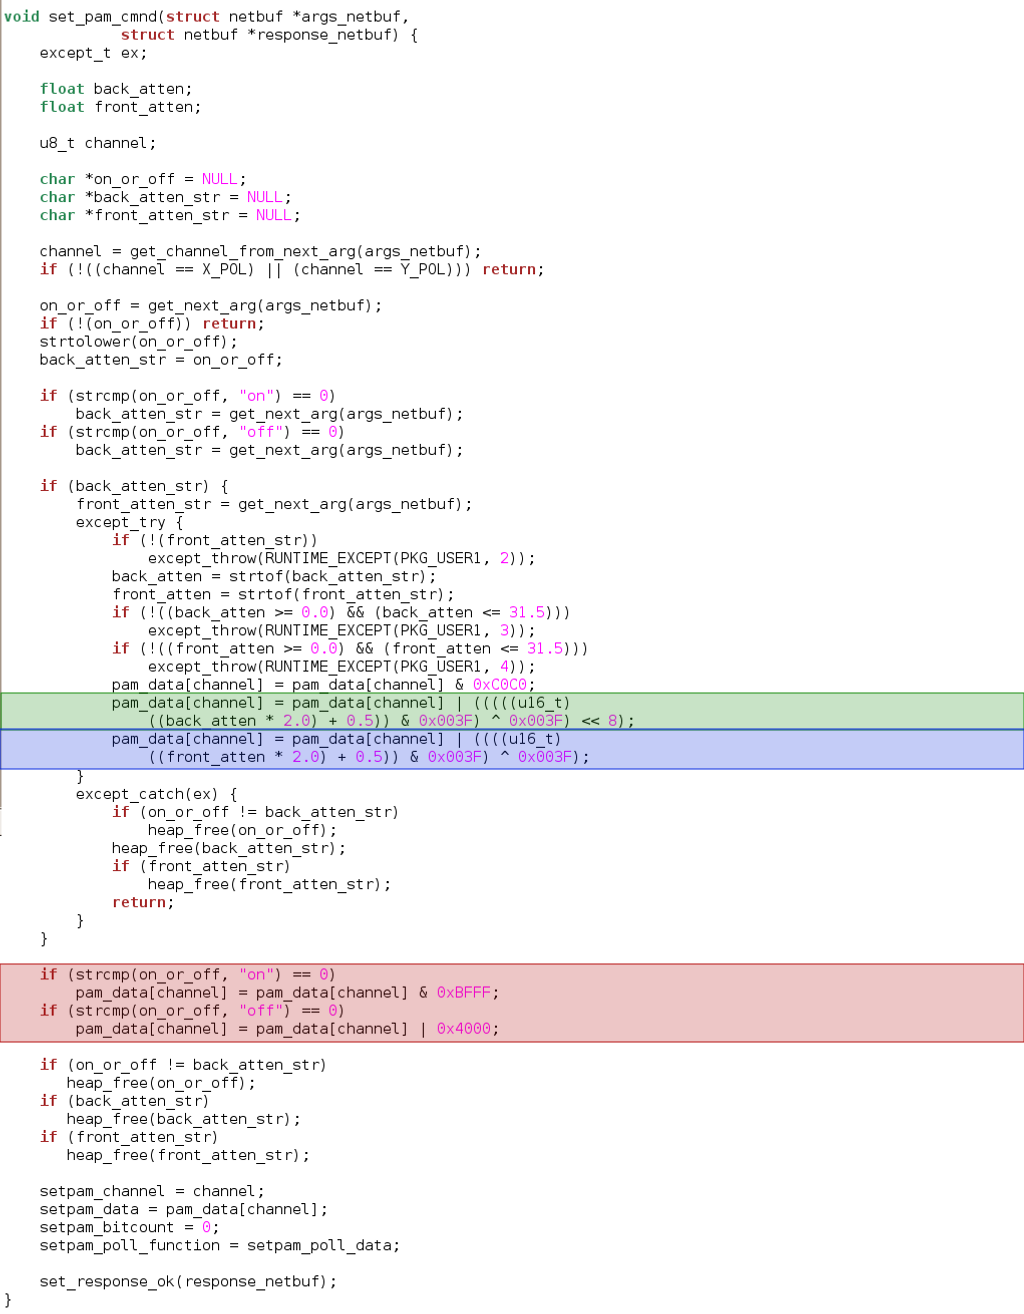 void set_pam_cmnd(struct netbuf *args_netbuf,
             struct netbuf *response_netbuf) {
    except_t ex;

    float back_atten;
    float front_atten;

    u8_t channel;

    char *on_or_off = NULL;
    char *back_atten_str = NULL;
    char *front_atten_str = NULL;

    channel = get_channel_from_next_arg(args_netbuf);
    if (!((channel == X_POL) || (channel == Y_POL))) return;

    on_or_off = get_next_arg(args_netbuf);
    if (!(on_or_off)) return;
    strtolower(on_or_off);
    back_atten_str = on_or_off;

    if (strcmp(on_or_off, "on") == 0)
        back_atten_str = get_next_arg(args_netbuf);
    if (strcmp(on_or_off, "off") == 0)
        back_atten_str = get_next_arg(args_netbuf);

    if (back_atten_str) {
        front_atten_str = get_next_arg(args_netbuf);
        except_try {
            if (!(front_atten_str))
                except_throw(RUNTIME_EXCEPT(PKG_USER1, 2));
            back_atten = strtof(back_atten_str);
            front_atten = strtof(front_atten_str);
            if (!((back_atten >= 0.0) && (back_atten <= 31.5)))
                except_throw(RUNTIME_EXCEPT(PKG_USER1, 3));
            if (!((front_atten >= 0.0) && (front_atten <= 31.5)))
                except_throw(RUNTIME_EXCEPT(PKG_USER1, 4));
            pam_data[channel] = pam_data[channel] & 0xC0C0;
            pam_data[channel] = pam_data[channel] | (((((u16_t)
                ((back_atten * 2.0) + 0.5)) & 0x003F) ^ 0x003F) << 8);
            pam_data[channel] = pam_data[channel] | ((((u16_t)
                ((front_atten * 2.0) + 0.5)) & 0x003F) ^ 0x003F);
        }
        except_catch(ex) {
            if (on_or_off != back_atten_str)
                heap_free(on_or_off);
            heap_free(back_atten_str);
            if (front_atten_str)
                heap_free(front_atten_str);
            return;
        }
    }

    if (strcmp(on_or_off, "on") == 0)
        pam_data[channel] = pam_data[channel] & 0xBFFF;
    if (strcmp(on_or_off, "off") == 0)
        pam_data[channel] = pam_data[channel] | 0x4000;

    if (on_or_off != back_atten_str)
       heap_free(on_or_off);
    if (back_atten_str)
       heap_free(back_atten_str);
    if (front_atten_str)
       heap_free(front_atten_str);

    setpam_channel = channel;
    setpam_data = pam_data[channel];
    setpam_bitcount = 0;
    setpam_poll_function = setpam_poll_data;

    set_response_ok(response_netbuf);
}